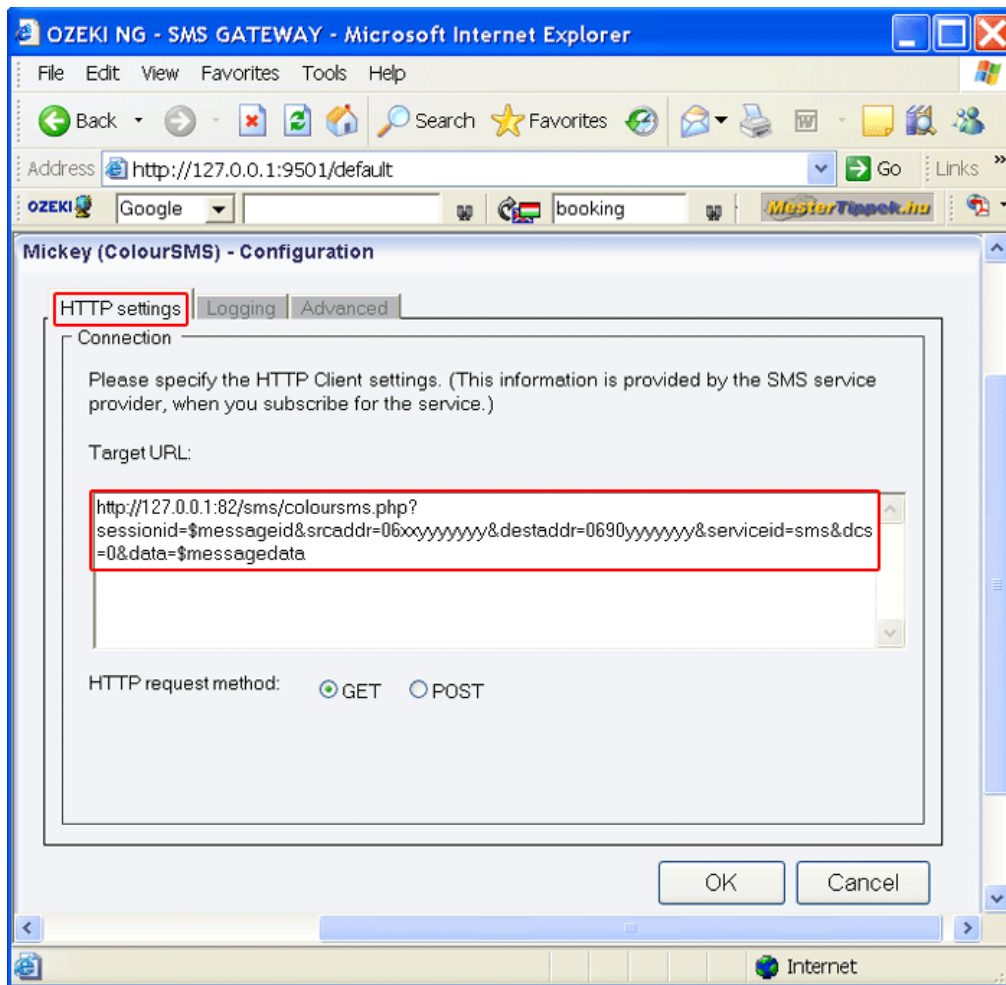 OZEKI NG - SMS GATEWAY - Microsoft Internet Explorer
File Edit View Favorites Tools Help
Back Search Favorites
Address http://127.0.0.1:9501/default Go Links »
OZEKI Google booking MesterTippek.hu
Mickey (ColourSMS) - Configuration
HTTP settings Logging Advanced
Connection
Please specify the HTTP Client settings. (This information is provided by the SMS service
provider, when you subscribe for the service.)
Target URL:
http://127.0.0.1:82/sms/coloursms.php?
sessionid=$messageid&srcaddr=06xxyyyyyyy&destaddr=0690yyyyyyy&serviceid=sms&dcs
=0&data=$messagedata
HTTP request method: GET POST
OK Cancel
Internet